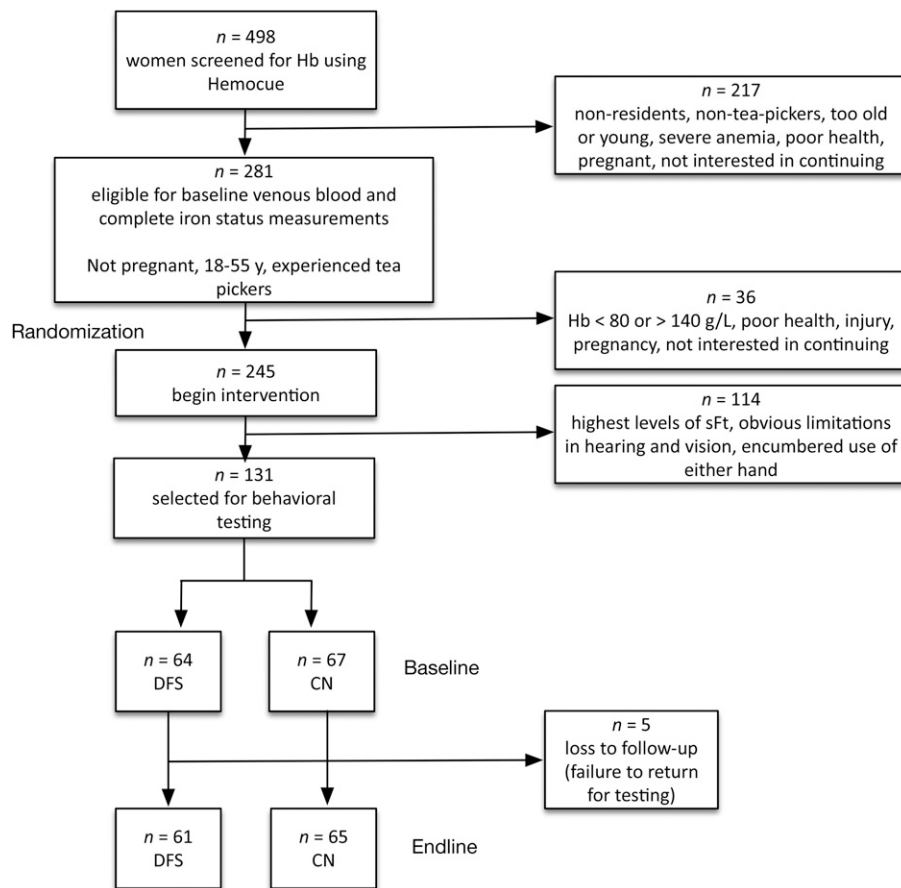 n = 498
women screened for Hb using
Hemocue
n = 217
non-residents, non-tea-pickers, too old
or young, severe anemia, poor health,
pregnant, not interested in continuing
n = 281
eligible for baseline venous blood and
complete iron status measurements
Not pregnant, 18-55 y, experienced tea
pickers
n = 36
Hb < 80 or > 140 g/L, poor health, injury,
pregnancy, not interested in continuing
Randomization
n = 245
begin intervention
n = 114
highest levels of sFt, obvious limitations
in hearing and vision, encumbered use of
either hand
n = 131
selected for behavioral
testing
n = 64
DFS
n = 67
CN
Baseline
n = 5
loss to follow-up
(failure to return
for testing)
n = 61
DFS
n = 65
CN
Endline